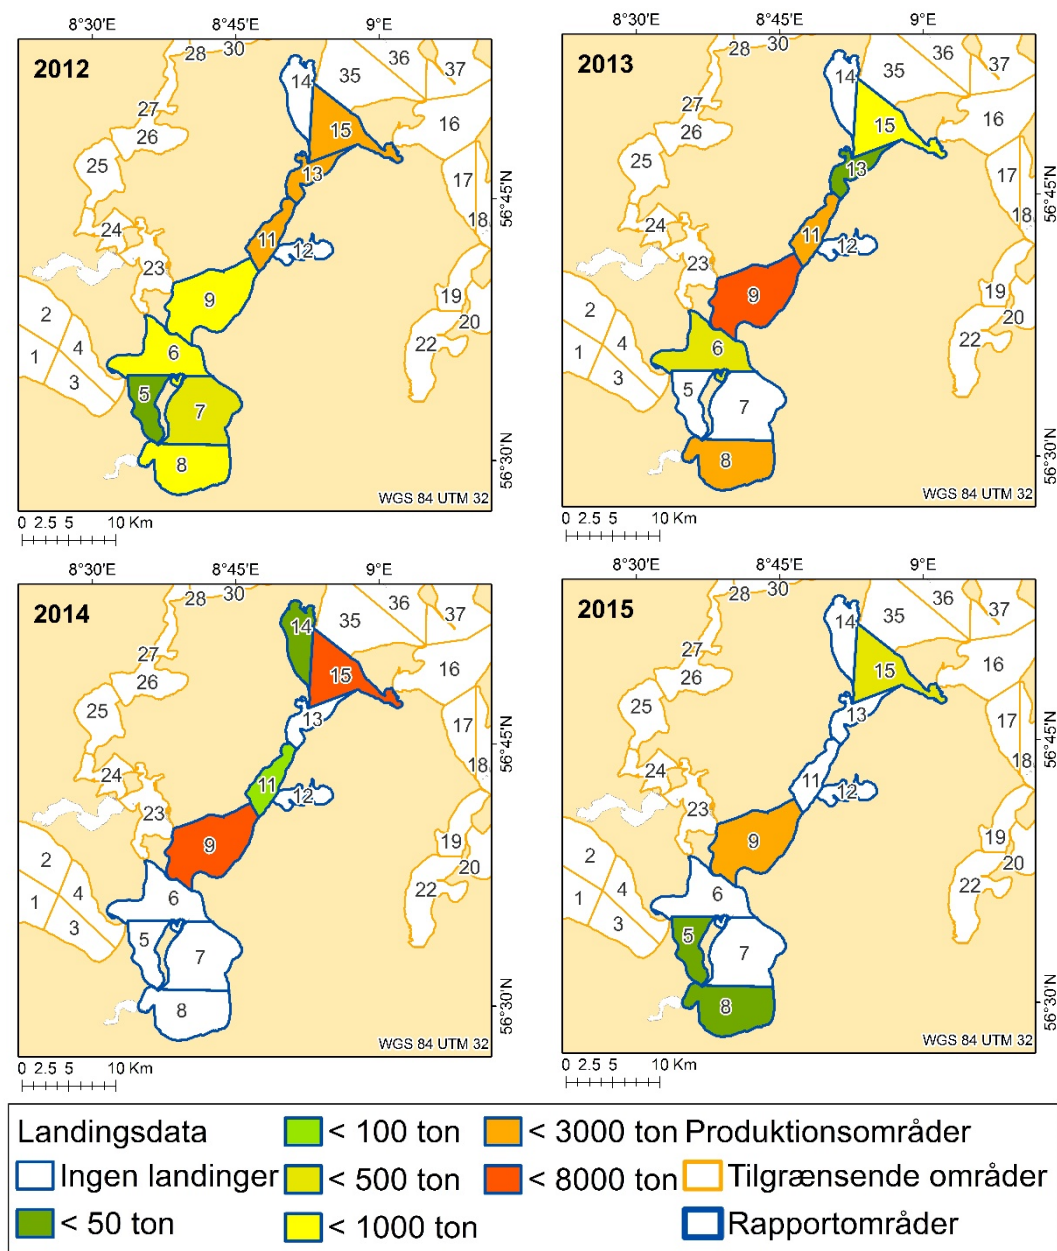 8°30'E 8°45'E 9°E
2012
28 30 35 36 37
14
27
26
15
16
25
13
17
24
11
12
18
23
9
19
2
20
6
22
1 4
3
5
7
8
56°45'N
56°30'N
WGS 84 UTM 32
0 2.5 5 10 Km
8°30'E 8°45'E 9°E
2013
28 30 35 36 37
14
27
26
15
16
25
13
17
24
11
12
18
23
9
19
2
20
6
22
1 4
3
5
7
8
56°45'N
56°30'N
WGS 84 UTM 32
0 2.5 5 10 Km
8°30'E 8°45'E 9°E
2014
28 30 35 36 37
14
27
26
15
16
25
13
17
24
11
12
18
23
9
19
2
20
6
22
1 4
3
5
7
8
56°45'N
56°30'N
WGS 84 UTM 32
0 2.5 5 10 Km
8°30'E 8°45'E 9°E
2015
28 30 35 36 37
14
27
26
15
16
25
13
17
24
11
12
18
23
9
19
2
20
6
22
1 4
3
5
7
8
56°45'N
56°30'N
WGS 84 UTM 32
0 2.5 5 10 Km
Landingsdata
Ingen landinger
< 50 ton
< 100 ton
< 500 ton
< 1000 ton
< 3000 ton
< 8000 ton
Produktionsområder
Tilgrænsende områder
Rapportområder